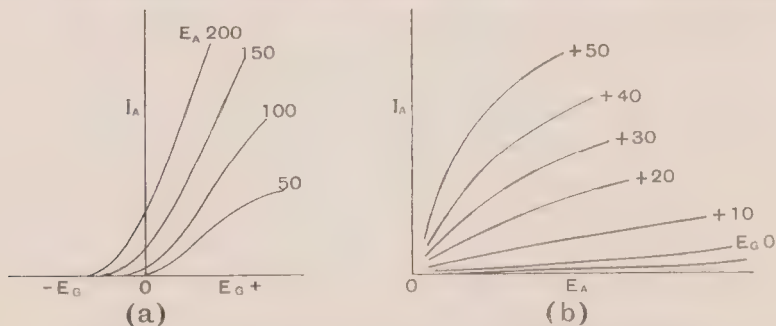 E_A 200
150
I_A
100
50
-E_G 0 E_G +
(a)
+50
I_A
+40
+30
+20
+10
E_G 0
0 E_A
(b)